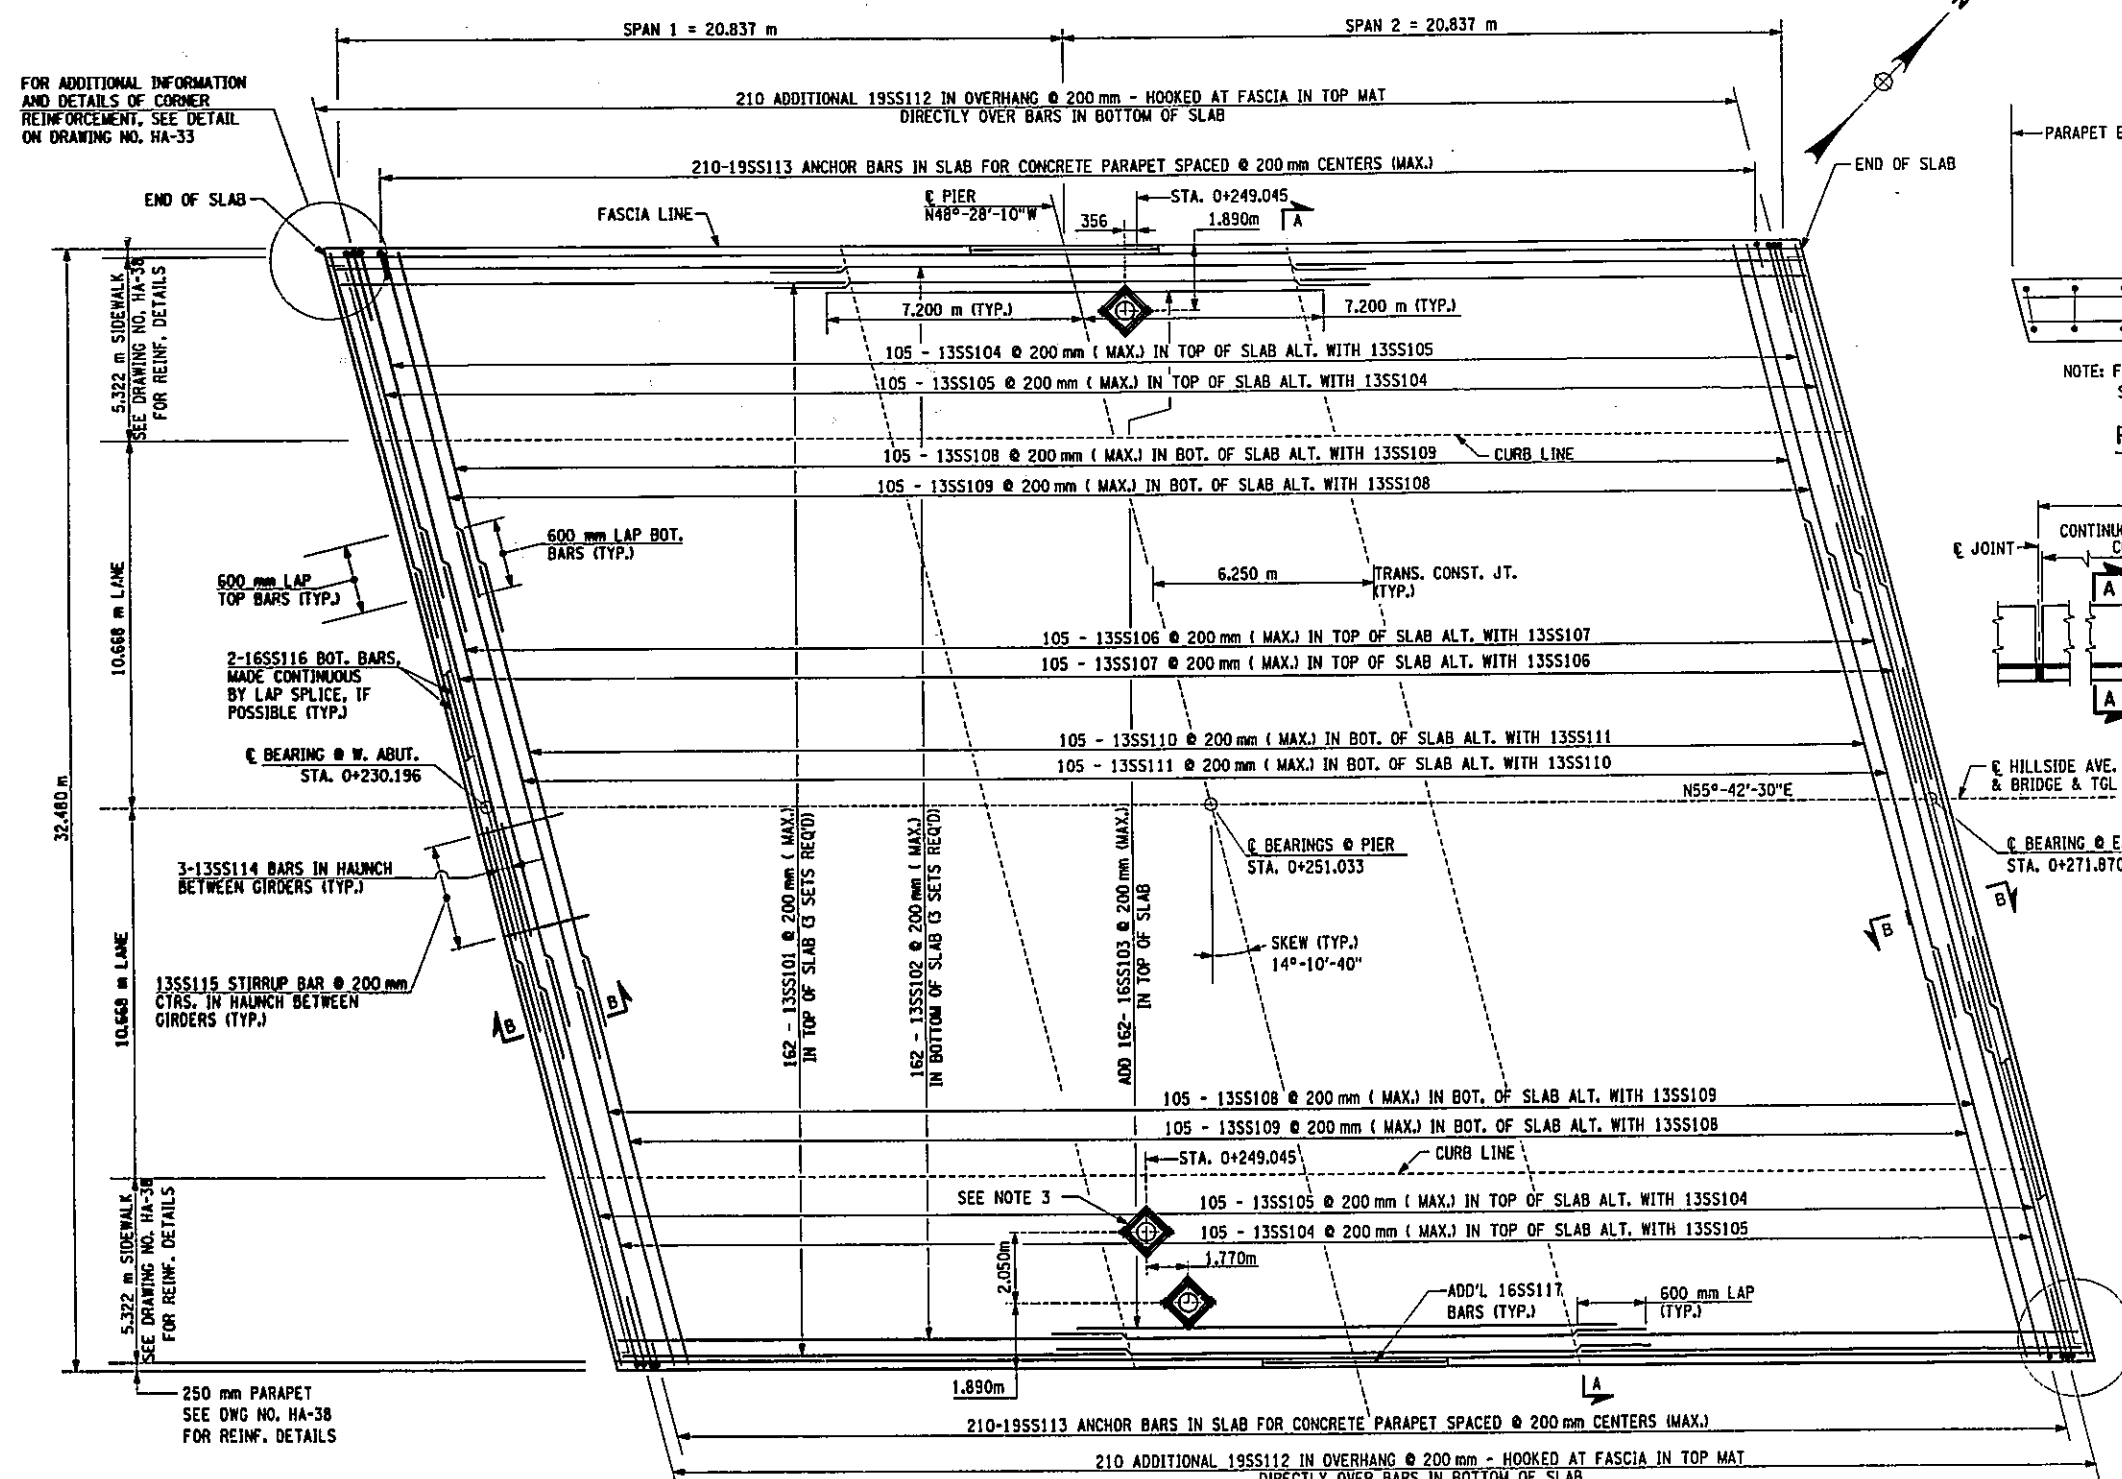 SPAN 1 = 20.837 m
SPAN 2 = 20.837 m
FOR ADDITIONAL INFORMATION
AND DETAILS OF CORNER
REINFORCEMENT, SEE DETAIL
ON DRAWING NO. HA-33
210 ADDITIONAL 19SS112 IN OVERHANG @ 200 mm - HOOKED AT FASCIA IN TOP MAT
DIRECTLY OVER BARS IN BOTTOM OF SLAB
PARAPET
210-19SS113 ANCHOR BARS IN SLAB FOR CONCRETE PARAPET SPACED @ 200 mm CENTERS (MAX.)
END OF SLAB
END OF SLAB
FASCIA LINE
℄ PIER
N48°-28'-10"W
STA. 0+249.045
356
1.890m
A
5.322 m SIDEWALK
SEE DRAWING NO. HA-38
FOR REINF. DETAILS
7.200 m (TYP.)
7.200 m (TYP.)
105 - 13SS104 @ 200 mm ( MAX.) IN TOP OF SLAB ALT. WITH 13SS105
105 - 13SS105 @ 200 mm ( MAX.) IN TOP OF SLAB ALT. WITH 13SS104
NOTE: F
105 - 13SS108 @ 200 mm ( MAX.) IN BOT. OF SLAB ALT. WITH 13SS109
CURB LINE
105 - 13SS109 @ 200 mm ( MAX.) IN BOT. OF SLAB ALT. WITH 13SS108
600 mm LAP BOT.
BARS (TYP.)
600 mm LAP
TOP BARS (TYP.)
10.668 m LANE
6.250 m
TRANS. CONST. JT.
(TYP.)
℄ JOINT
A
A
105 - 13SS106 @ 200 mm ( MAX.) IN TOP OF SLAB ALT. WITH 13SS107
105 - 13SS107 @ 200 mm ( MAX.) IN TOP OF SLAB ALT. WITH 13SS106
2-16SS116 BOT. BARS,
MADE CONTINUOUS
BY LAP SPLICE, IF
POSSIBLE (TYP.)
105 - 13SS110 @ 200 mm ( MAX.) IN BOT. OF SLAB ALT. WITH 13SS111
105 - 13SS111 @ 200 mm ( MAX.) IN BOT. OF SLAB ALT. WITH 13SS110
℄ BEARING @ W. ABUT.
STA. 0+230.196
32.480 m
N55°-42'-30"E
℄ HILLSIDE AVE.
& BRIDGE & TGL
℄ BEARINGS @ PIER
STA. 0+251.033
℄ BEARING @ E
STA. 0+271.870
3-13SS114 BARS IN HAUNCH
BETWEEN GIRDERS (TYP.)
162 - 13SS101 @ 200 mm ( MAX.)
IN TOP OF SLAB (3 SETS REQ'D)
162 - 13SS102 @ 200 mm ( MAX.)
IN BOTTOM OF SLAB (3 SETS REQ'D)
ADD 162- 16SS103 @ 200 mm (MAX.)
IN TOP OF SLAB
SKEW (TYP.)
14°-10'-40"
B
B
B
B
10.668 m LANE
13SS115 STIRRUP BAR @ 200 mm
CTRS. IN HAUNCH BETWEEN
GIRDERS (TYP.)
105 - 13SS108 @ 200 mm ( MAX.) IN BOT. OF SLAB ALT. WITH 13SS109
105 - 13SS109 @ 200 mm ( MAX.) IN BOT. OF SLAB ALT. WITH 13SS108
STA. 0+249.045
CURB LINE
SEE NOTE 3
105 - 13SS105 @ 200 mm ( MAX.) IN TOP OF SLAB ALT. WITH 13SS104
105 - 13SS104 @ 200 mm ( MAX.) IN TOP OF SLAB ALT. WITH 13SS105
5.322 m SIDEWALK
SEE DRAWING NO. HA-38
FOR REINF. DETAILS
2.050m
1.770m
ADD'L 16SS117
BARS (TYP.)
600 mm LAP
(TYP.)
1.890m
A
250 mm PARAPET
SEE DWG NO. HA-38
FOR REINF. DETAILS
210-19SS113 ANCHOR BARS IN SLAB FOR CONCRETE PARAPET SPACED @ 200 mm CENTERS (MAX.)
210 ADDITIONAL 19SS112 IN OVERHANG @ 200 mm - HOOKED AT FASCIA IN TOP MAT
DIRECTLY OVER BARS IN BOTTOM OF SLAB